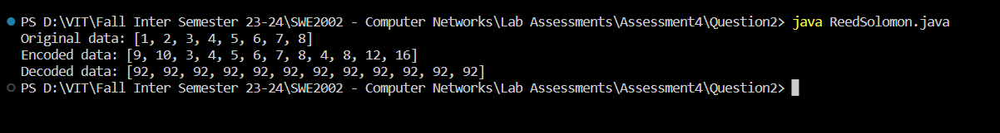 PS D:\VIT\Fall Inter Semester 23-24\SWE2002 - Computer Networks\Lab Assessments\Assessment4\Question2> java ReedSolomon.java
Original data: [1, 2, 3, 4, 5, 6, 7, 8]
Encoded data: [9, 10, 3, 4, 5, 6, 7, 8, 4, 8, 12, 16]
Decoded data: [92, 92, 92, 92, 92, 92, 92, 92, 92, 92, 92, 92]
PS D:\VIT\Fall Inter Semester 23-24\SWE2002 - Computer Networks\Lab Assessments\Assessment4\Question2>